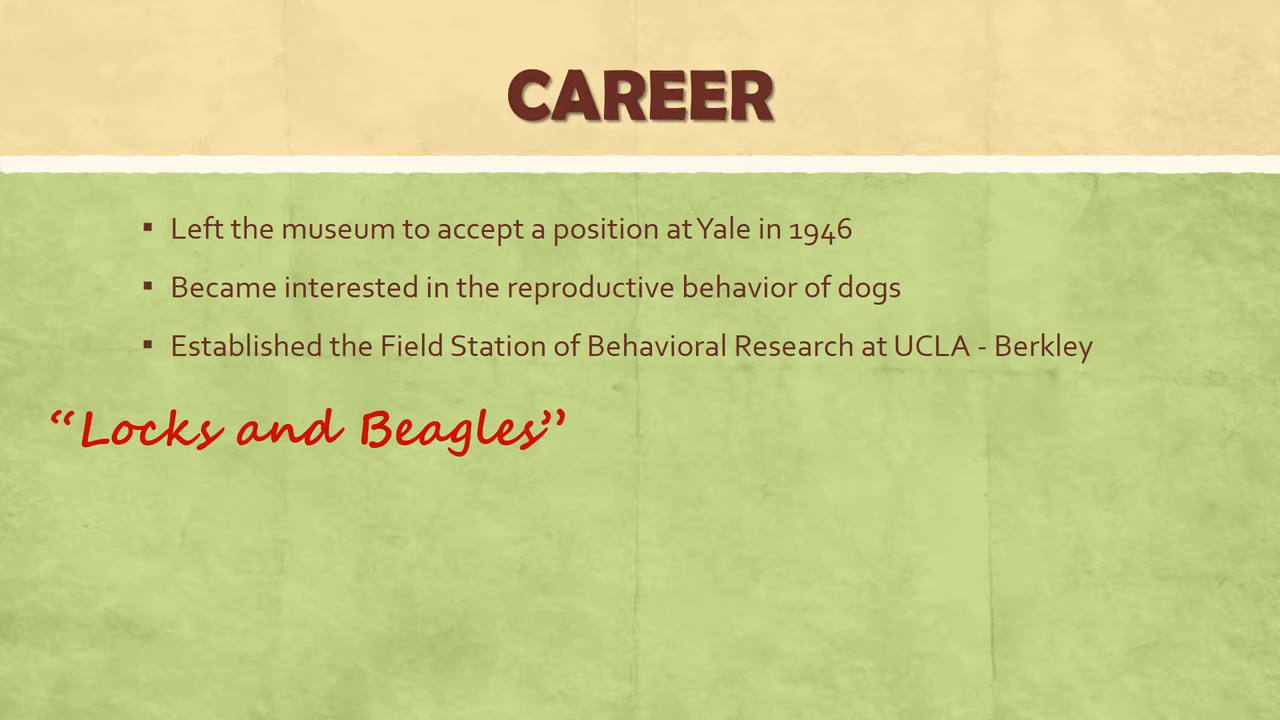 CAREER
▪ Left the museum to accept a position at Yale in 1946
▪ Became interested in the reproductive behavior of dogs
▪ Established the Field Station of Behavioral Research at UCLA - Berkley
“Locks and Beagles”